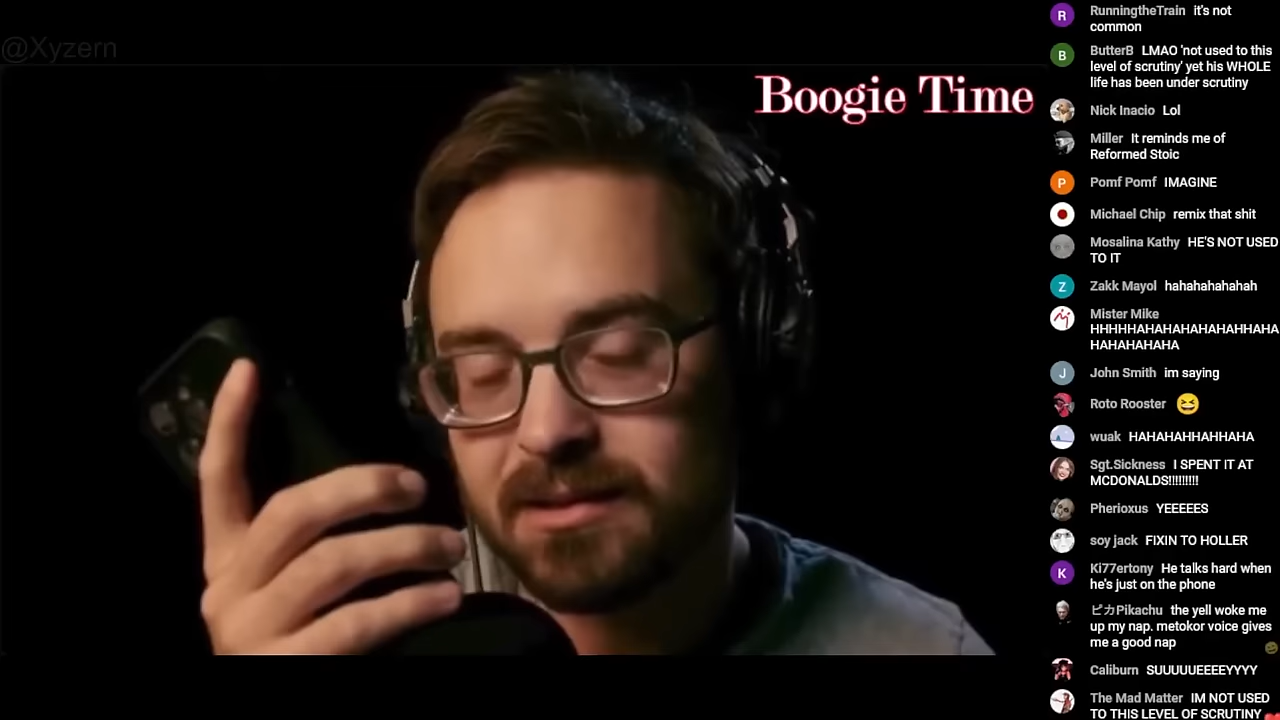 @Xyzern
Boogie Time
RunningtheTrain it's not
common
ButterB LMAO 'not used to this
level of scrutiny' yet his WHOLE
life has been under scrutiny
Nick Inacio Lol
Miller It reminds me of
Reformed Stoic
Pomf Pomf IMAGINE
Michael Chip remix that shit
Mosalina Kathy HE'S NOT USED
TO IT
Zakk Mayol hahahahahahah
Mister Mike
HHHHHAHAHAHAHAHHAHA
HAHAHAHAHA
John Smith im saying
Roto Rooster 😆
wuak HAHAHAHHAHHAHA
Sgt.Sickness I SPENT IT AT
MCDONALDS!!!!!!!!!
Pherioxus YEEEEES
soy jack FIXIN TO HOLLER
Ki77ertony He talks hard when
he's just on the phone
ピカPikachu the yell woke me
up my nap. metokor voice gives
me a good nap
Caliburn SUUUUUEEEEYYYY
The Mad Matter IM NOT USED
TO THIS LEVEL OF SCRUTINY
R
B
P
Z
J
K